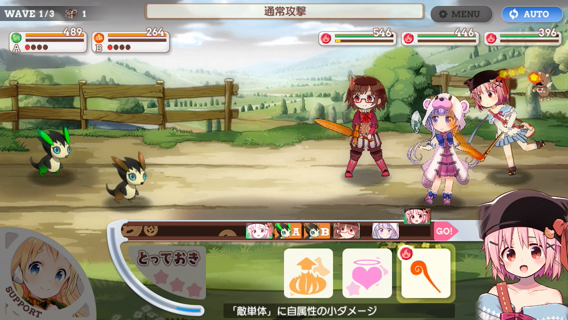 WAVE 1/3 1
通常攻撃
MENU
AUTO
489
264
546
446
396
A
B
A
B
GO!
とっておき
SUPPORT
「敵単体」に自属性の小ダメージ